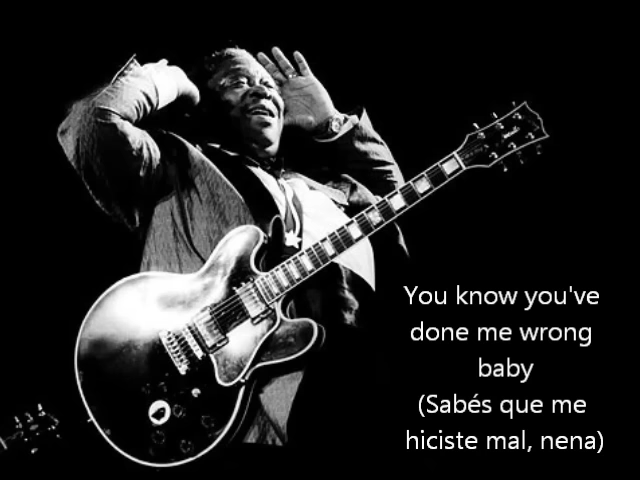 You know you've
done me wrong
baby
(Sabés que me
hiciste mal, nena)